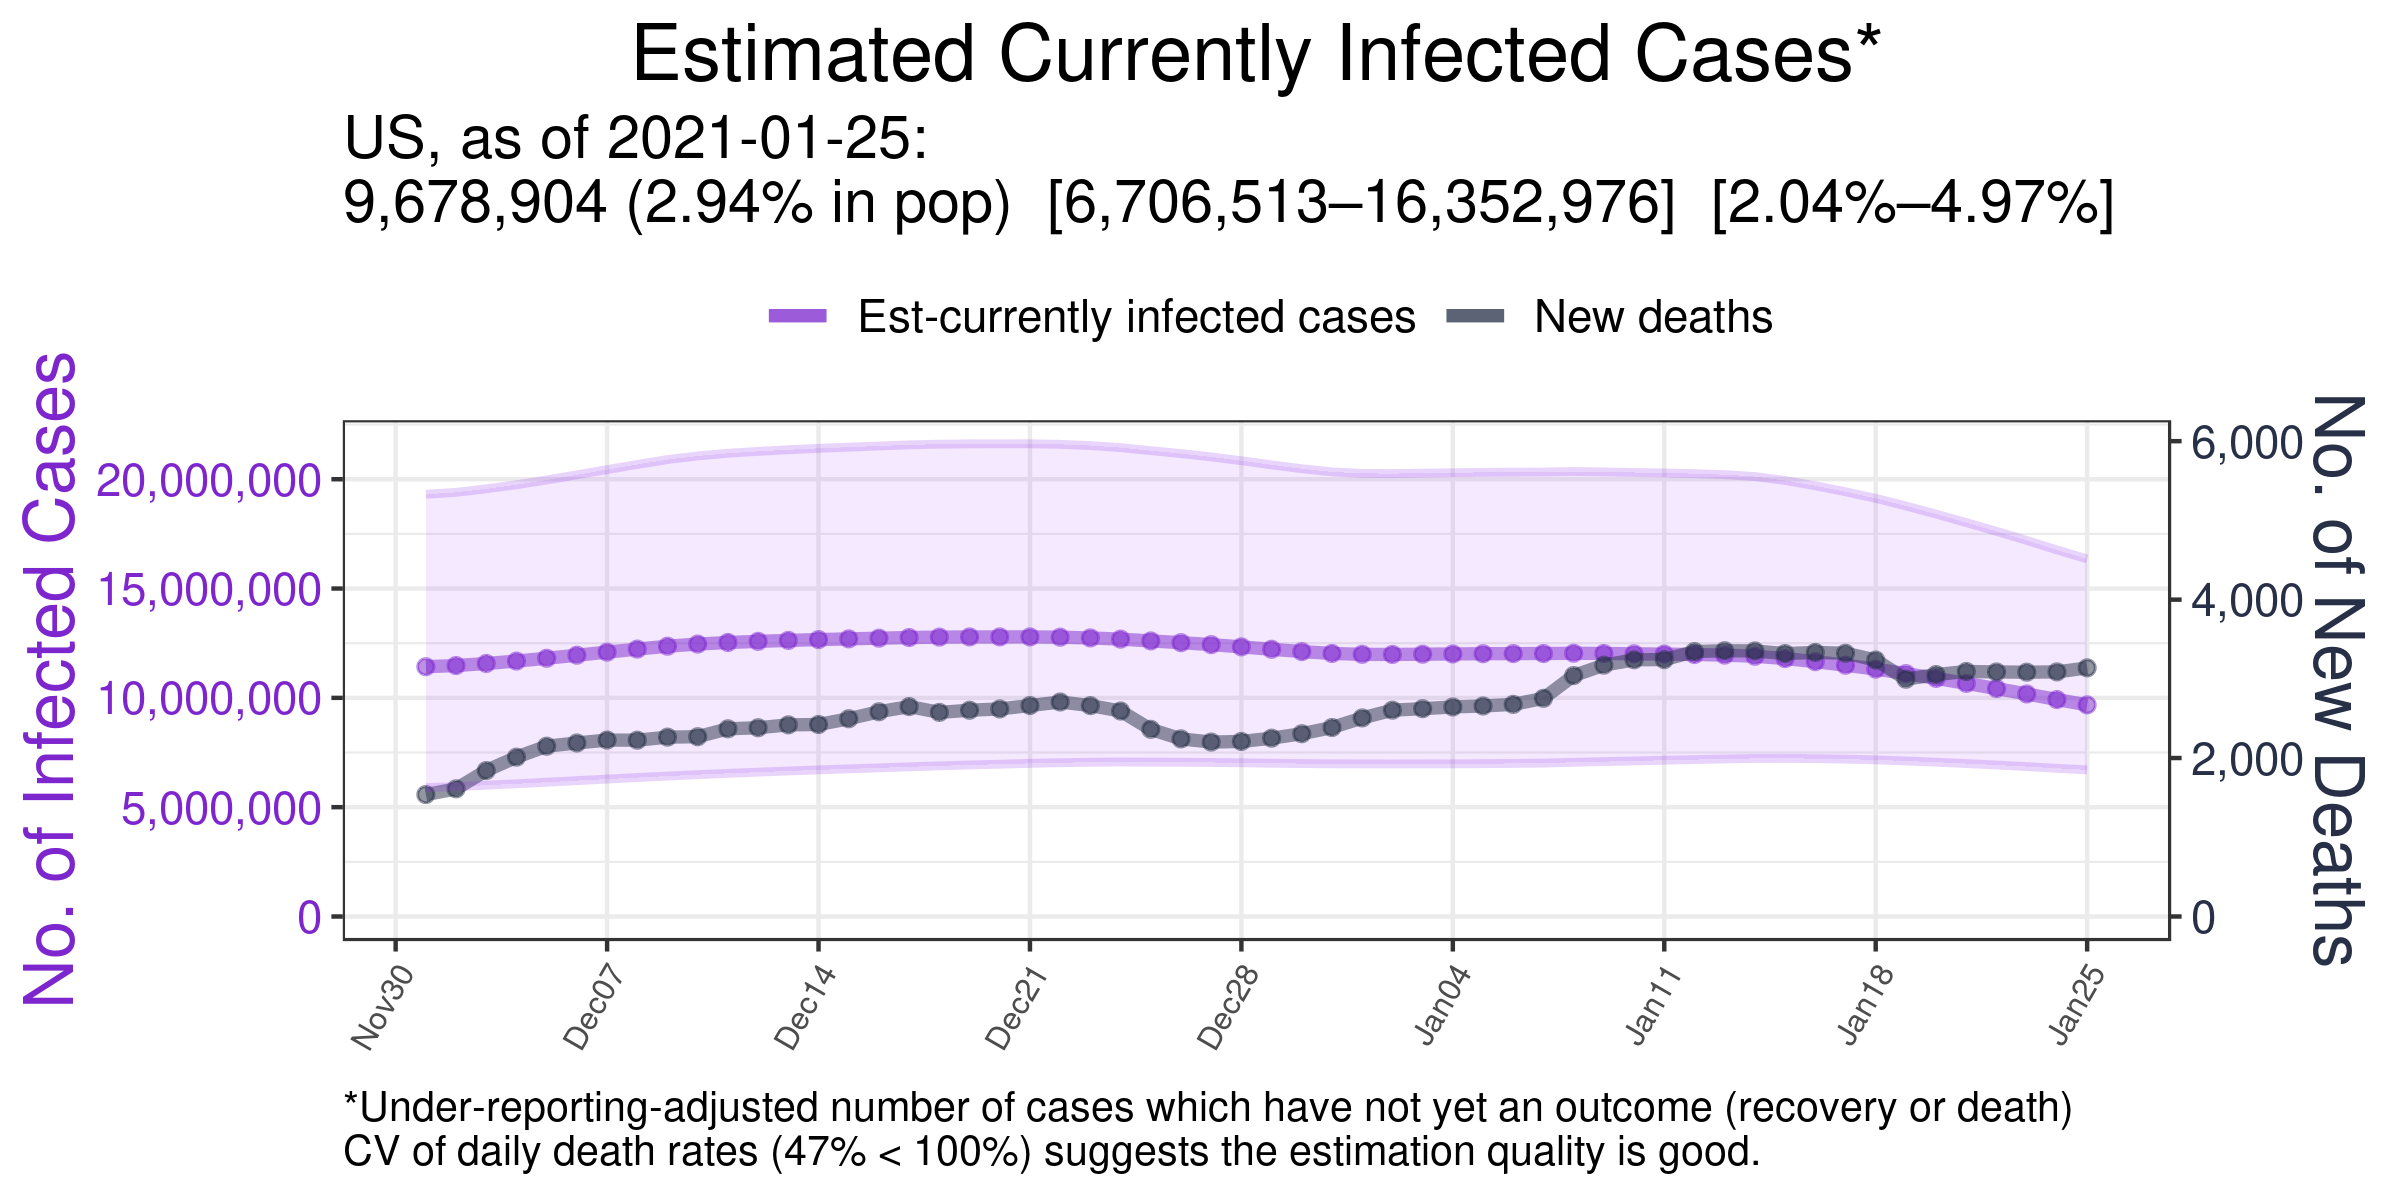 Estimated Currently Infected Cases*
US, as of 2021-01-25:
9,678,904 (2.94% in pop) [6,706,513–16,352,976] [2.04%–4.97%]
Est-currently infected cases
New deaths
No. of Infected Cases
20,000,000
15,000,000
10,000,000
5,000,000
0
6,000
4,000
2,000
0
No. of New Deaths
Nov30
Dec07
Dec14
Dec21
Dec28
Jan04
Jan11
Jan18
Jan25
*Under-reporting-adjusted number of cases which have not yet an outcome (recovery or death)
CV of daily death rates (47% < 100%) suggests the estimation quality is good.